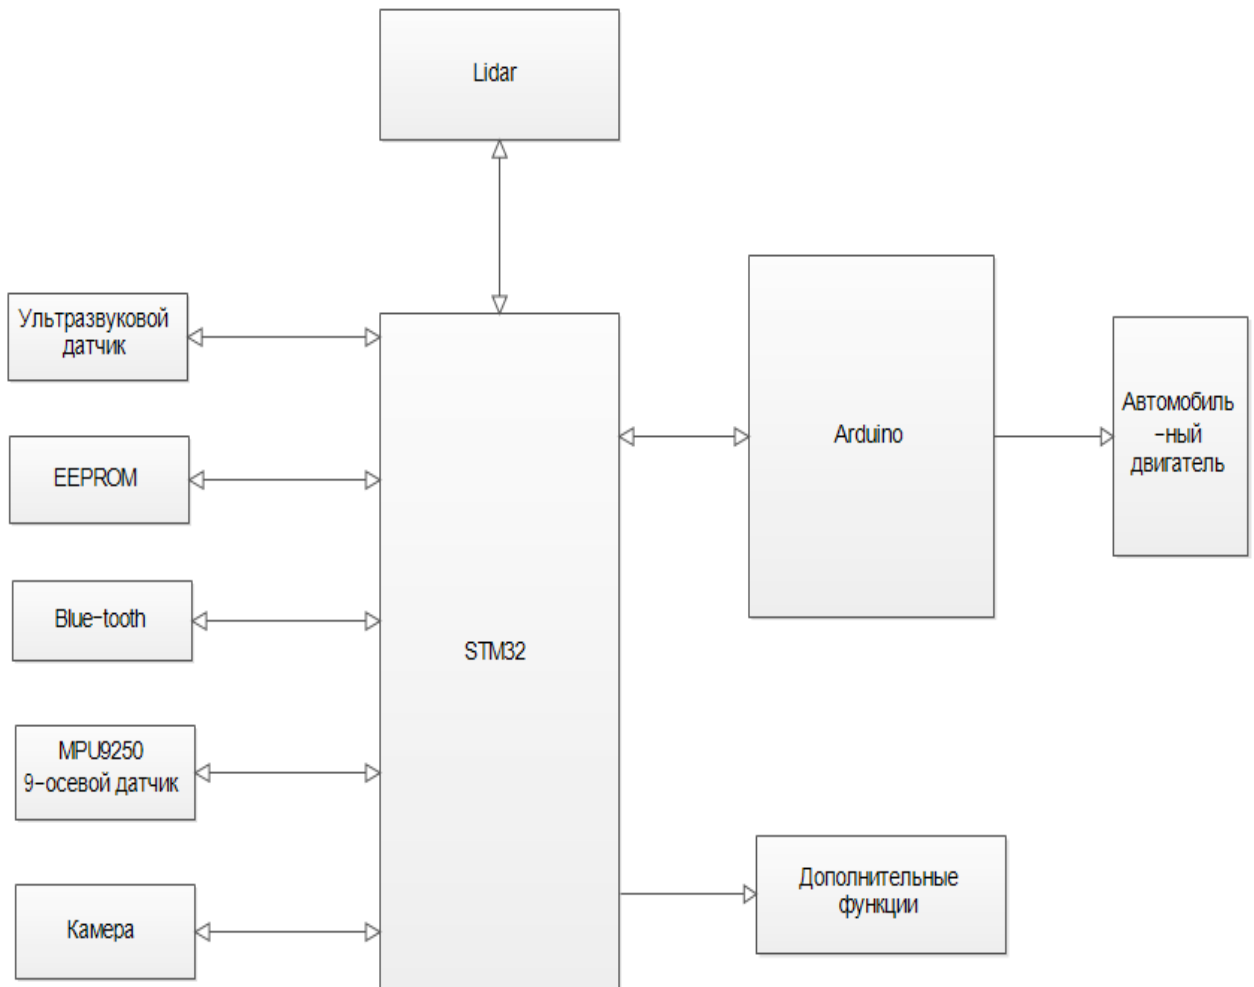 Lidar
Ультразвуковой
датчик
EEPROM
Blue-tooth
MPU9250
9-осевой датчик
Камера
STM32
Arduino
Автомобиль
-ный
двигатель
Дополнительные
функции